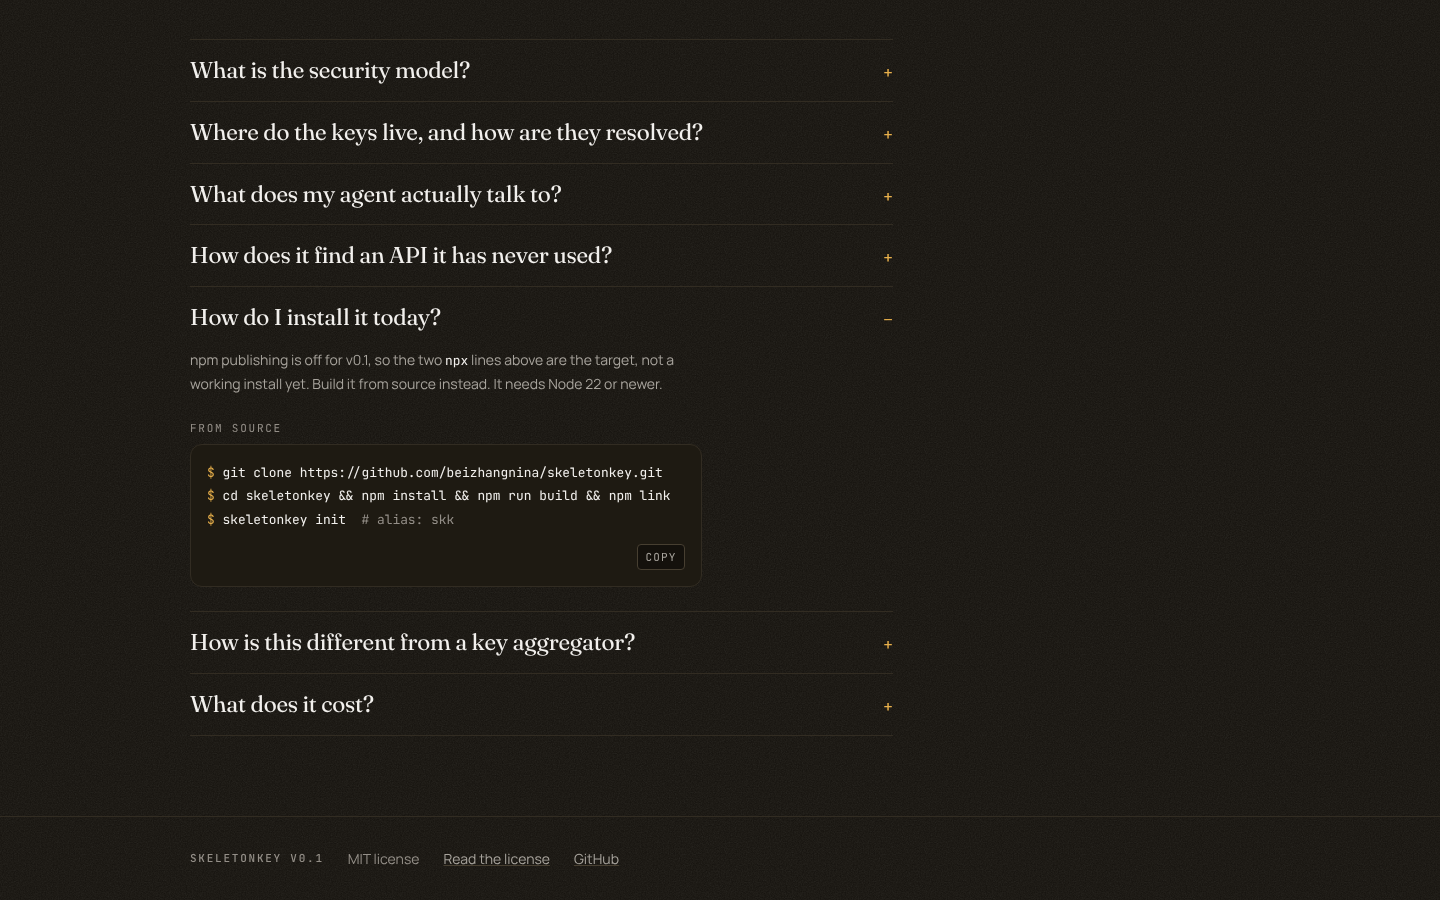 What is the security model? +
Where do the keys live, and how are they resolved? +
What does my agent actually talk to? +
How does it find an API it has never used? +
How do I install it today? –
npm publishing is off for v0.1, so the two npx lines above are the target, not a
working install yet. Build it from source instead. It needs Node 22 or newer.
FROM SOURCE
$ git clone https://github.com/beizhangnina/skeletonkey.git
$ cd skeletonkey && npm install && npm run build && npm link
$ skeletonkey init # alias: skk
COPY
How is this different from a key aggregator? +
What does it cost? +
SKELETONKEY V0.1 MIT license Read the license GitHub